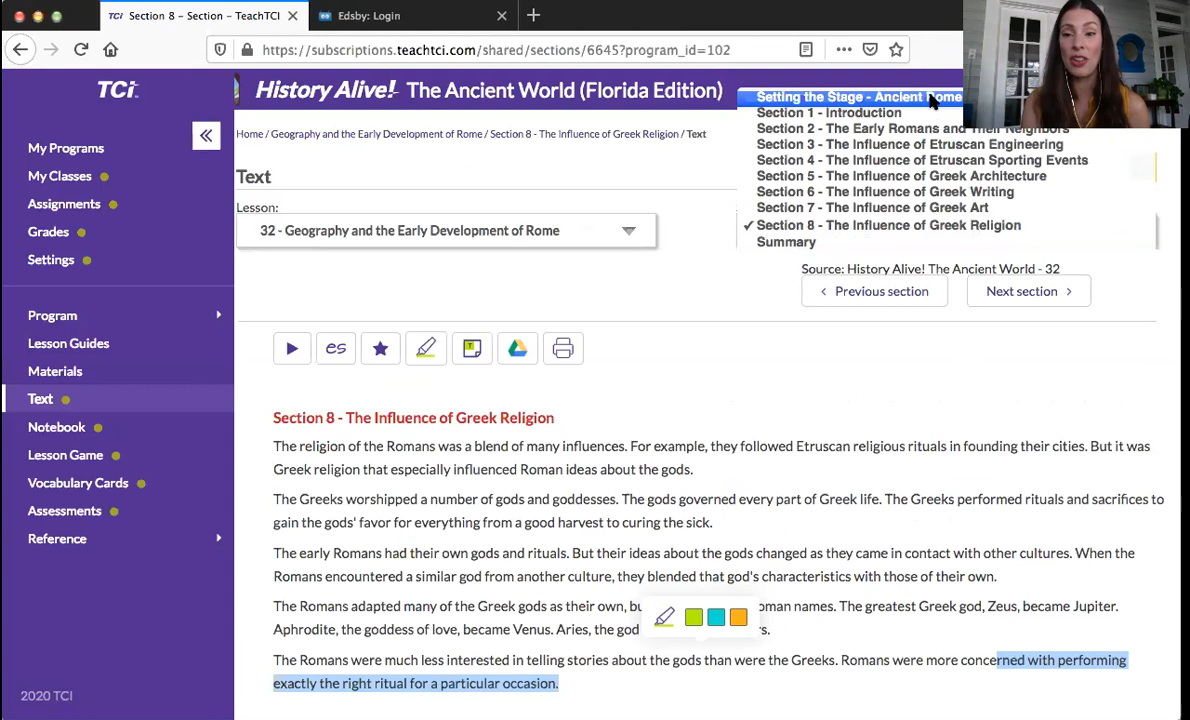 TCi Section 8 – Section – TeachTCI
Edsby: Login
https://subscriptions.teachtci.com/shared/sections/6645?program_id=102
TCi
History Alive! The Ancient World (Florida Edition)
Home / Geography and the Early Development of Rome / Section 8 - The Influence of Greek Religion / Text
My Programs
My Classes
Assignments
Grades
Settings
Program
Lesson Guides
Materials
Text
Notebook
Lesson Game
Vocabulary Cards
Assessments
Reference
2020 TCI
Text
Lesson:
32 - Geography and the Early Development of Rome
Setting the Stage - Ancient Rome
Section 1 - Introduction
Section 2 - The Early Romans and Their Neighbors
Section 3 - The Influence of Etruscan Engineering
Section 4 - The Influence of Etruscan Sporting Events
Section 5 - The Influence of Greek Architecture
Section 6 - The Influence of Greek Writing
Section 7 - The Influence of Greek Art
✓ Section 8 - The Influence of Greek Religion
Summary
Source: History Alive! The Ancient World - 32
Previous section
Next section
es
Section 8 - The Influence of Greek Religion
The religion of the Romans was a blend of many influences. For example, they followed Etruscan religious rituals in founding their cities. But it was
Greek religion that especially influenced Roman ideas about the gods.
The Greeks worshipped a number of gods and goddesses. The gods governed every part of Greek life. The Greeks performed rituals and sacrifices to
gain the gods' favor for everything from a good harvest to curing the sick.
The early Romans had their own gods and rituals. But their ideas about the gods changed as they came in contact with other cultures. When the
Romans encountered a similar god from another culture, they blended that god's characteristics with those of their own.
The Romans adapted many of the Greek gods as their own, names. The greatest Greek god, Zeus, became Jupiter.
Aphrodite, the goddess of love, became Venus. Aries, the god
The Romans were much less interested in telling stories about the gods than were the Greeks. Romans were more concerned with performing
exactly the right ritual for a particular occasion.